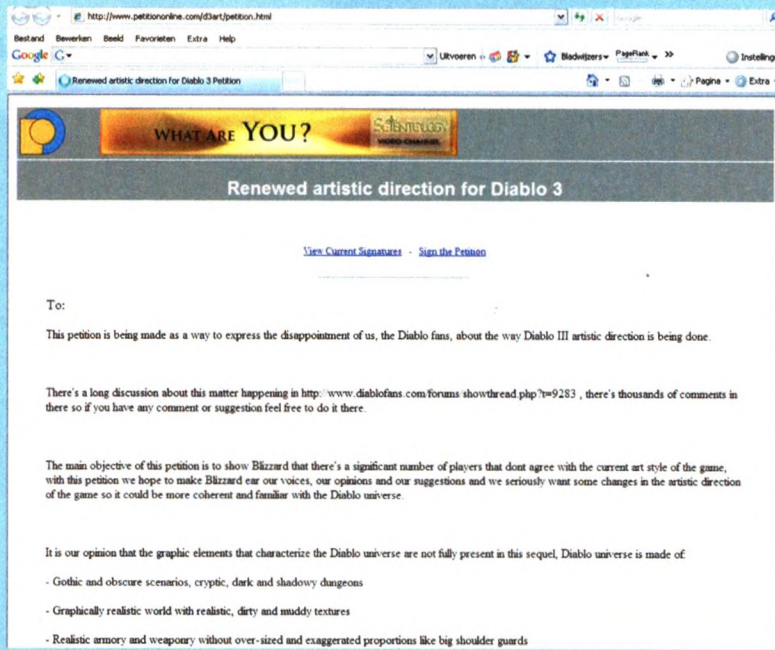 http://www.petitiononline.com/d3art/petition.html
Bestand Bewerken Beeld Favorieten Extra Help
Google G Uitvoeren Bladwijzers PageRank Instelling
Renewed artistic direction for Diablo 3 Petition Pagina Extra
WHAT ARE YOU? SCIENTOLOGY
VIDEO CHANNEL
Renewed artistic direction for Diablo 3
View Current Signatures - Sign the Petition
To:
This petition is being made as a way to express the disappointment of us, the Diablo fans, about the way Diablo III artistic direction is being done.
There's a long discussion about this matter happening in http://www.diablofans.com/forums/showthread.php?t=9283 , there's thousands of comments in
there so if you have any comment or suggestion feel free to do it there.
The main objective of this petition is to show Blizzard that there's a significant number of players that dont agree with the current art style of the game,
with this petition we hope to make Blizzard ear our voices, our opinions and our suggestions and we seriously want some changes in the artistic direction
of the game so it could be more coherent and familiar with the Diablo universe.
It is our opinion that the graphic elements that characterize the Diablo universe are not fully present in this sequel, Diablo universe is made of:
- Gothic and obscure scenarios, cryptic, dark and shadowy dungeons
- Graphically realistic world with realistic, dirty and muddy textures
- Realistic armory and weaponry without over-sized and exaggerated proportions like big shoulder guards